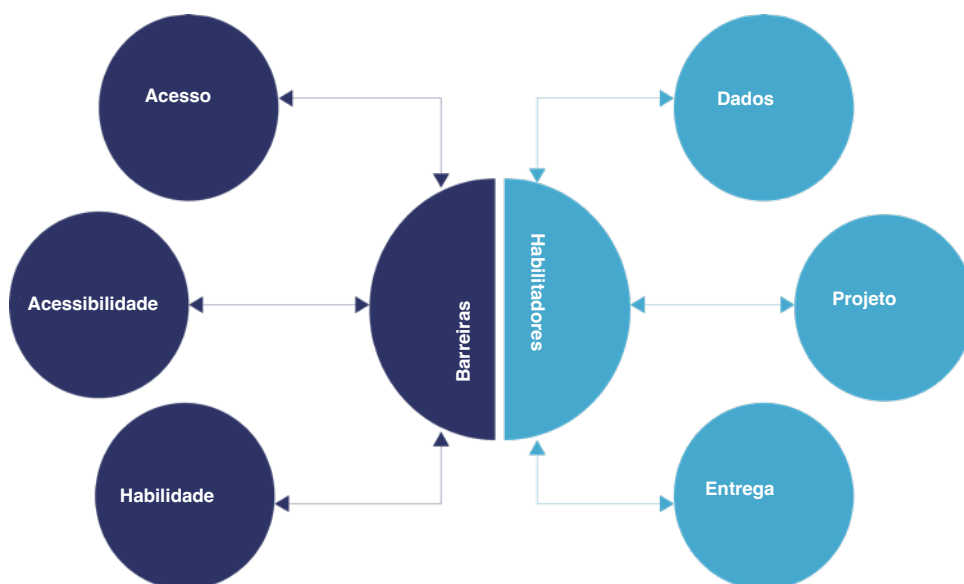 Acesso
Dados
Acessibilidade
Barreiras
Habilitadores
Projeto
Habilidade
Entrega